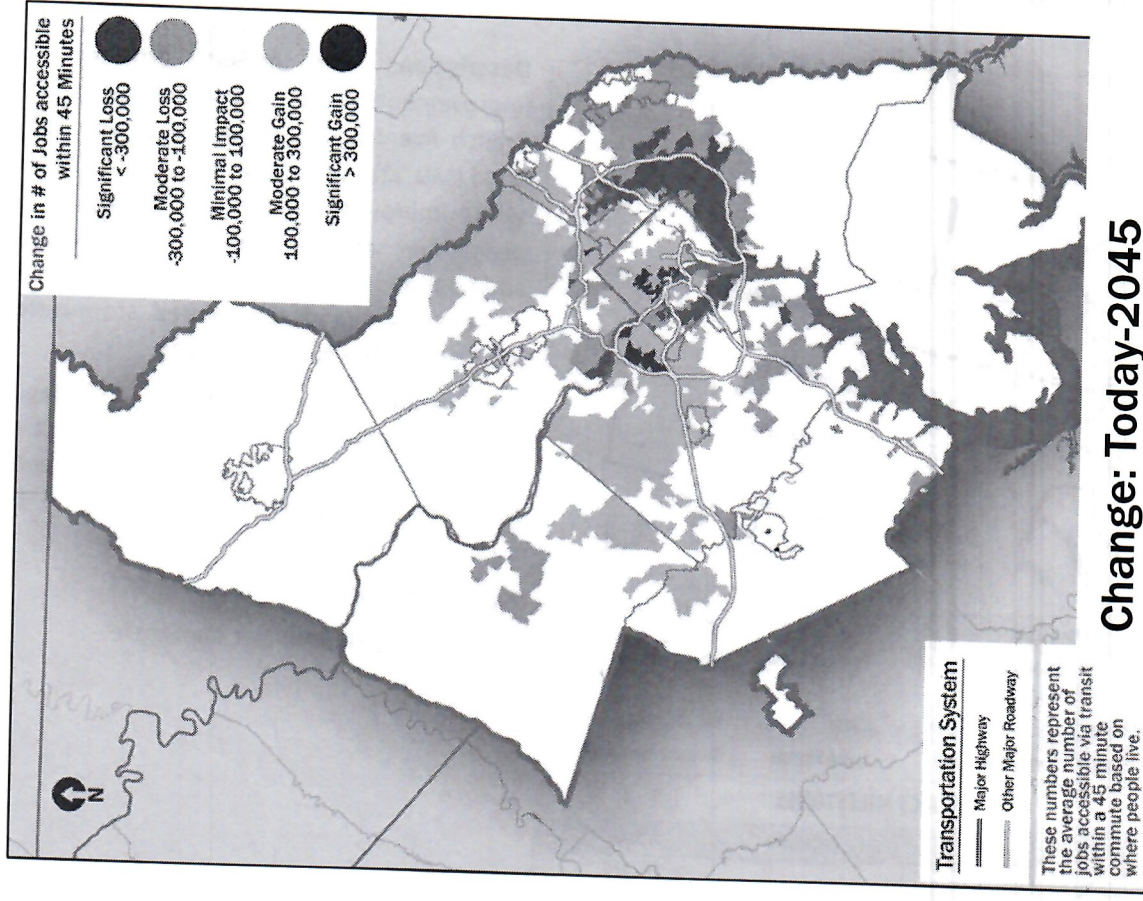 Change in # of Jobs accessible
within 45 Minutes
Significant Loss
< -300,000
Moderate Loss
-300,000 to -100,000
Minimal Impact
-100,000 to 100,000
Moderate Gain
100,000 to 300,000
Significant Gain
> 300,000
N
Transportation System
Major Highway
Other Major Roadway
These numbers represent
the average number of
jobs accessible via transit
within a 45 minute
commute based on
where people live.
Change: Today-2045